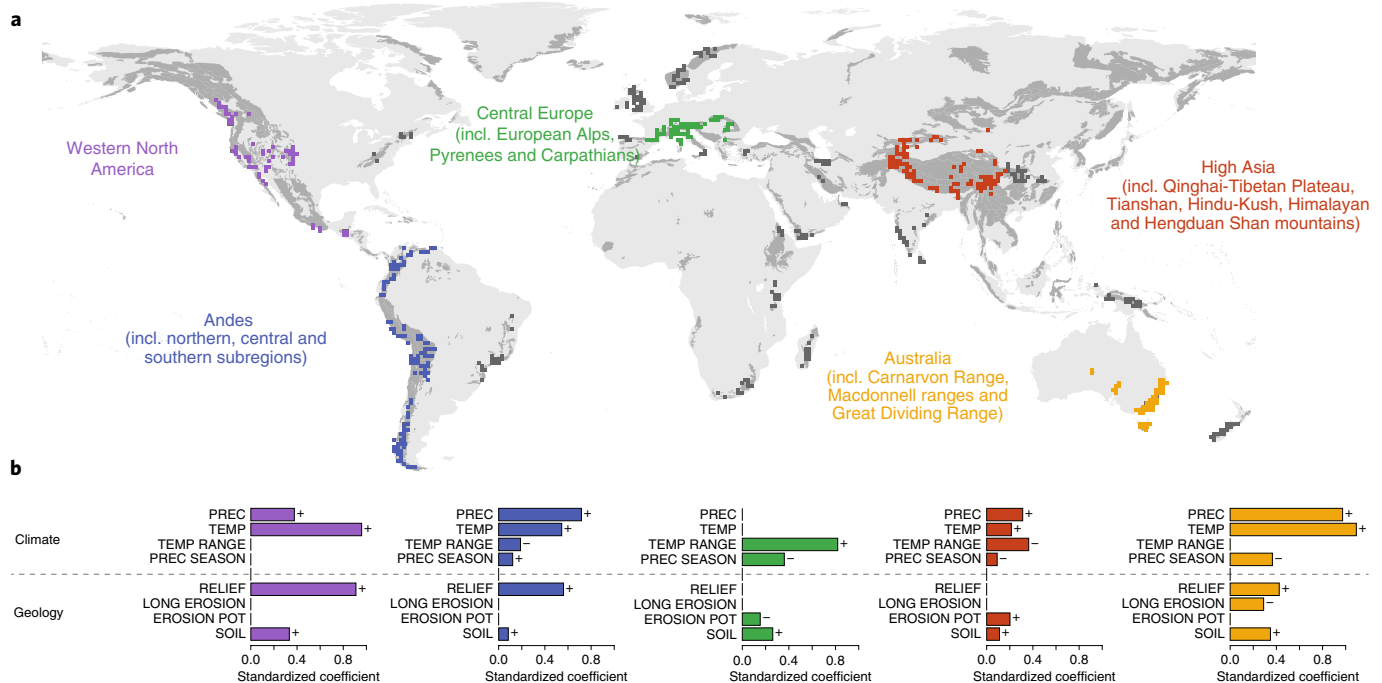 a
Western North
America
Central Europe
(incl. European Alps,
Pyrenees and Carpathians)
High Asia
(incl. Qinghai-Tibetan Plateau,
Tianshan, Hindu-Kush, Himalayan
and Hengduan Shan mountains)
Andes
(incl. northern, central and
southern subregions)
Australia
(incl. Carnarvon Range,
Macdonnell ranges and
Great Dividing Range)
b
Climate
Geology
PREC +
TEMP +
TEMP RANGE
PREC SEASON
RELIEF +
LONG EROSION
EROSION POT
SOIL +
0.0 0.4 0.8
Standardized coefficient
PREC +
TEMP +
TEMP RANGE −
PREC SEASON +
RELIEF +
LONG EROSION
EROSION POT
SOIL +
0.0 0.4 0.8
Standardized coefficient
PREC
TEMP
TEMP RANGE +
PREC SEASON −
RELIEF
LONG EROSION
EROSION POT −
SOIL +
0.0 0.4 0.8
Standardized coefficient
PREC +
TEMP +
TEMP RANGE −
PREC SEASON −
RELIEF
LONG EROSION
EROSION POT +
SOIL +
0.0 0.4 0.8
Standardized coefficient
PREC +
TEMP +
TEMP RANGE
PREC SEASON −
RELIEF +
LONG EROSION −
EROSION POT
SOIL +
0.0 0.4 0.8
Standardized coefficient